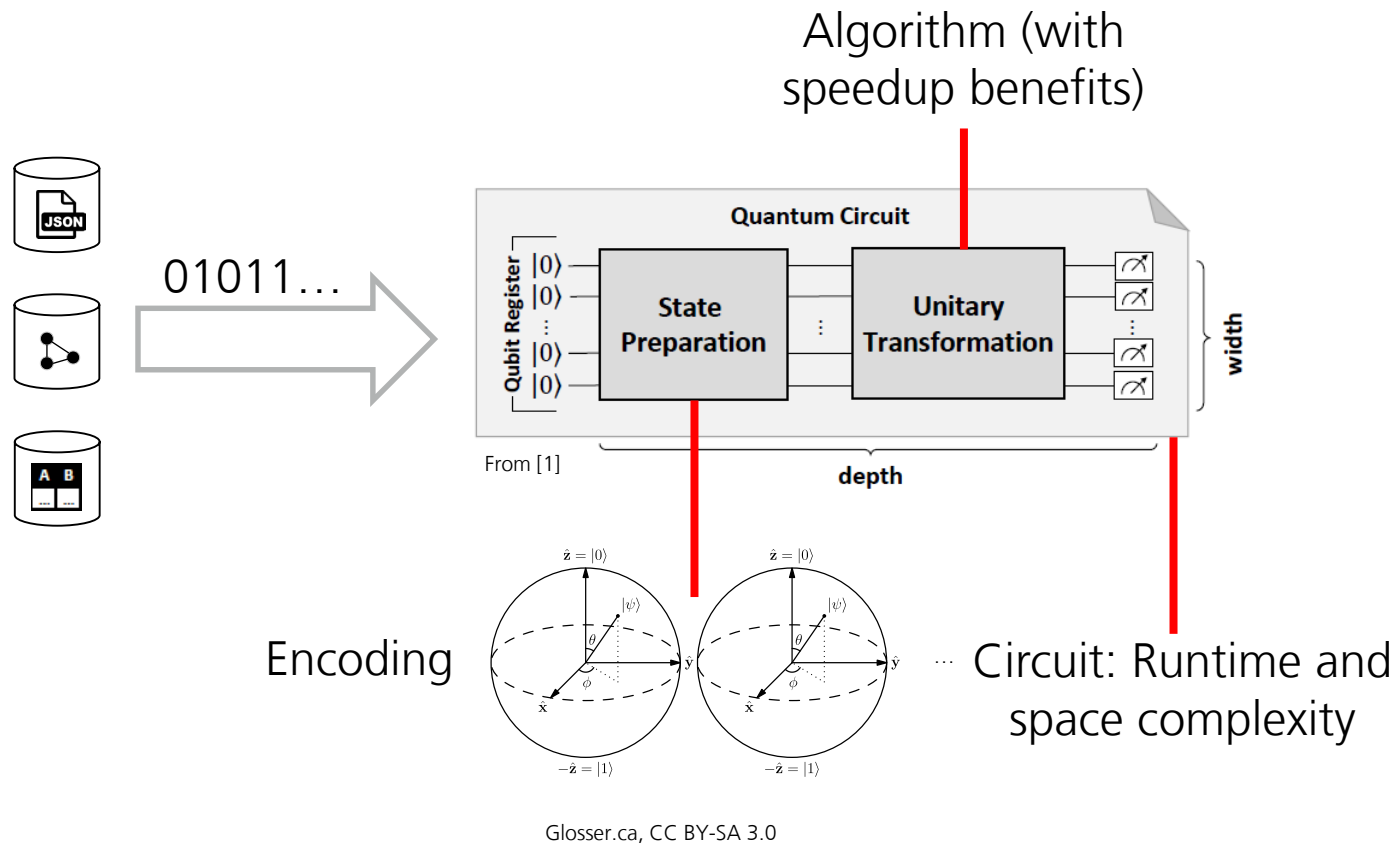 Algorithm (with
speedup benefits)
JSON
01011…
A B
--- ---
Quantum Circuit
Qubit Register
|0⟩
|0⟩
⋮
|0⟩
|0⟩
State
Preparation
⋮
Unitary
Transformation
⋮
width
depth
From [1]
Encoding
ẑ = |0⟩
|ψ⟩
θ
ŷ
ϕ
x̂
−ẑ = |1⟩
ẑ = |0⟩
|ψ⟩
θ
ŷ
ϕ
x̂
−ẑ = |1⟩
…
Circuit: Runtime and
space complexity
Glosser.ca, CC BY-SA 3.0